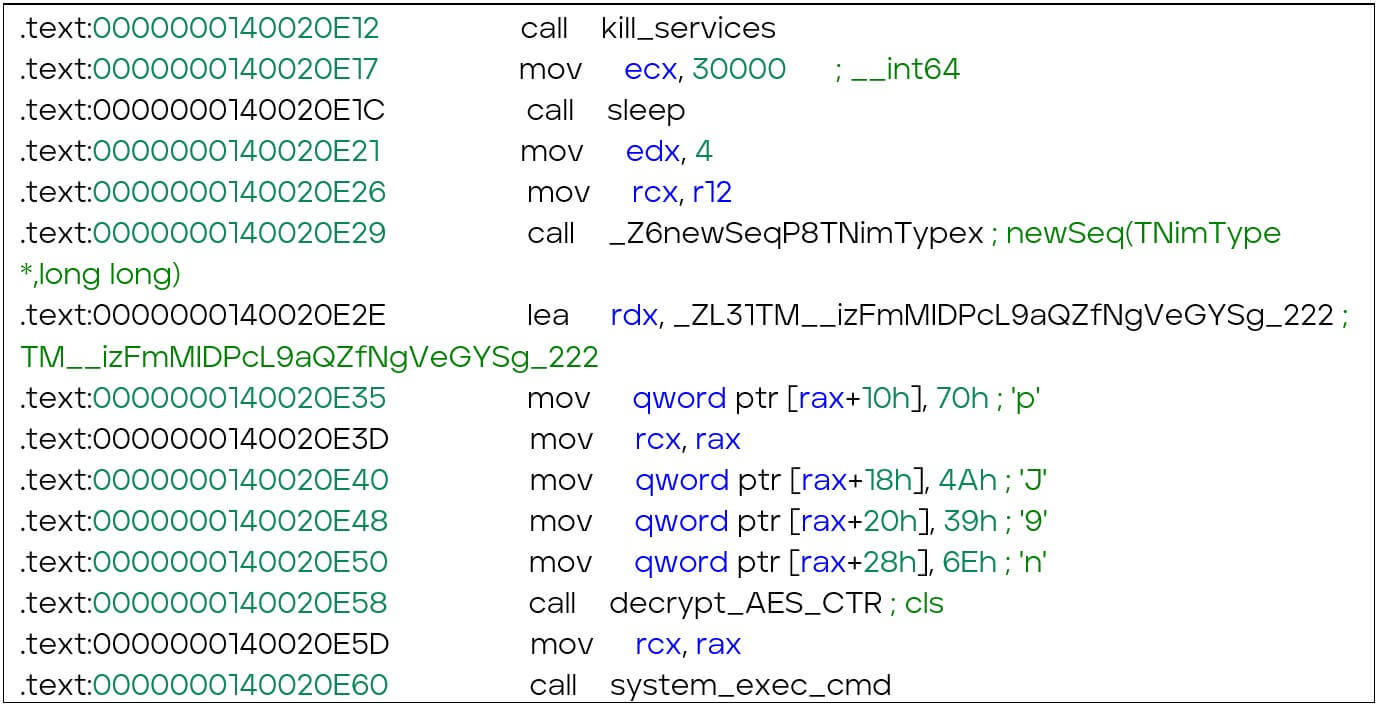 .text:0000000140020E12 call kill_services
.text:0000000140020E17 mov ecx, 30000 ; __int64
.text:0000000140020E1C call sleep
.text:0000000140020E21 mov edx, 4
.text:0000000140020E26 mov rcx, r12
.text:0000000140020E29 call _Z6newSeqP8TNimTypex ; newSeq(TNimType
*,long long)
.text:0000000140020E2E lea rdx, _ZL31TM__izFmMlDPcL9aQZfNgVeGYSg_222 ;
TM__izFmMlDPcL9aQZfNgVeGYSg_222
.text:0000000140020E35 mov qword ptr [rax+10h], 70h ; 'p'
.text:0000000140020E3D mov rcx, rax
.text:0000000140020E40 mov qword ptr [rax+18h], 4Ah ; 'J'
.text:0000000140020E48 mov qword ptr [rax+20h], 39h ; '9'
.text:0000000140020E50 mov qword ptr [rax+28h], 6Eh ; 'n'
.text:0000000140020E58 call decrypt_AES_CTR ; cls
.text:0000000140020E5D mov rcx, rax
.text:0000000140020E60 call system_exec_cmd